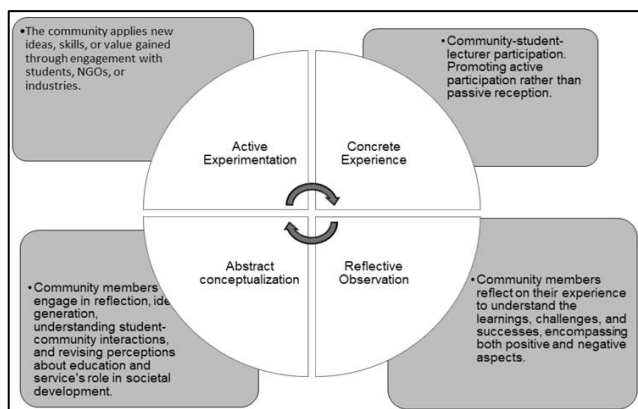 •The community applies new
ideas, skills, or value gained
through engagement with
students, NGOs, or
industries.
•Community-student-
lecturer participation.
Promoting active
participation rather than
passive reception.
Active
Experimentation
Concrete
Experience
Abstract
conceptualization
Reflective
Observation
•Community members
engage in reflection,
generation,
understanding student-
community interactions,
and revising perceptions
about education and
service's role in societal
development.
•Community members
reflect on their experience
to understand the
learnings, challenges, and
successes, encompassing
both positive and negative
aspects.